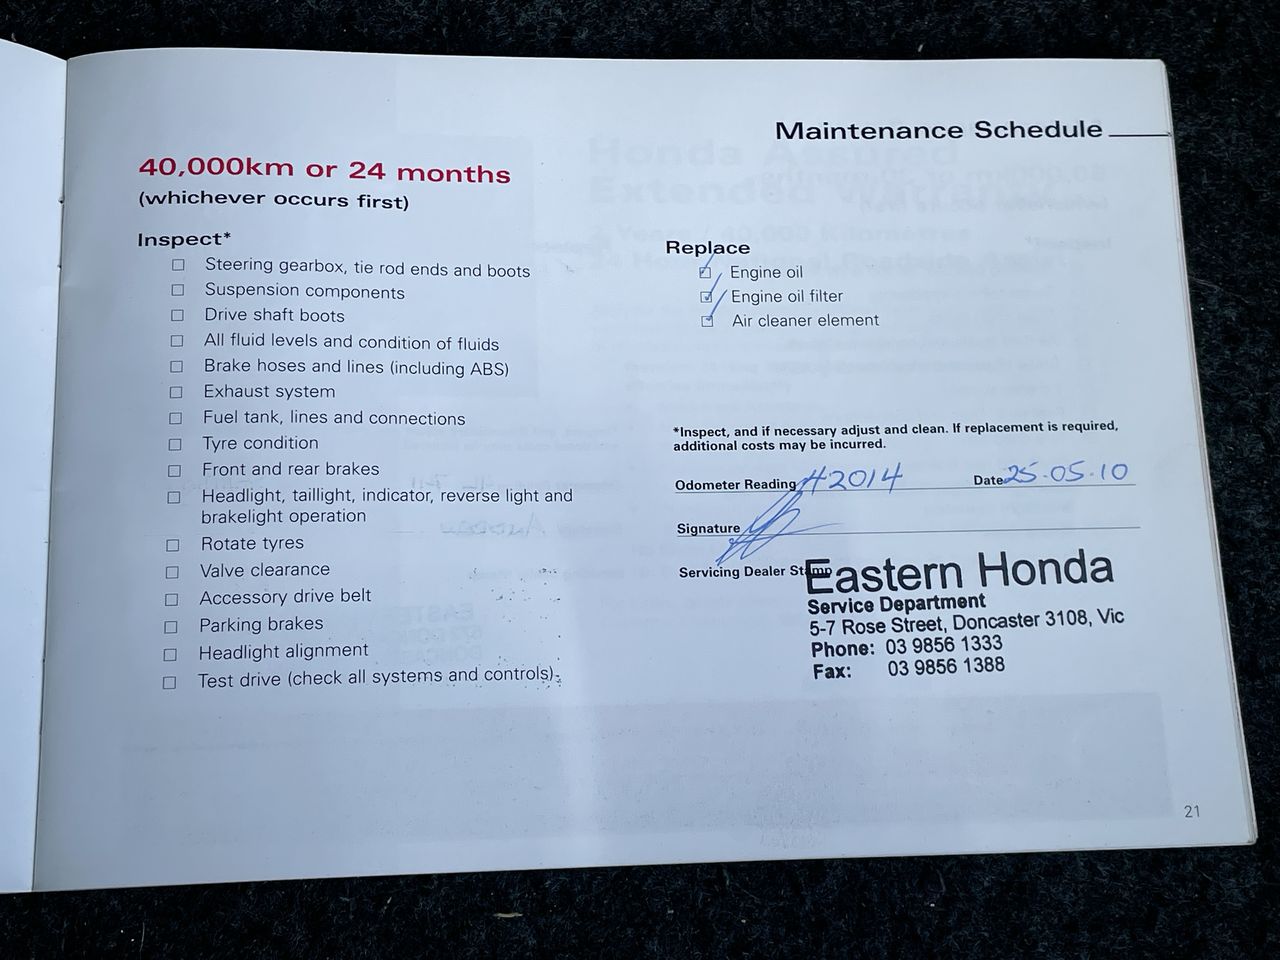 Maintenance Schedule
40,000km or 24 months
(whichever occurs first)
Inspect*
Steering gearbox, tie rod ends and boots
Suspension components
Drive shaft boots
All fluid levels and condition of fluids
Brake hoses and lines (including ABS)
Exhaust system
Fuel tank, lines and connections
Tyre condition
Front and rear brakes
Headlight, taillight, indicator, reverse light and
brakelight operation
Rotate tyres
Valve clearance
Accessory drive belt
Parking brakes
Headlight alignment
Test drive (check all systems and controls)
Replace
Engine oil
Engine oil filter
Air cleaner element
*Inspect, and if necessary adjust and clean. If replacement is required,
additional costs may be incurred.
Odometer Reading 42014 Date 25.05.10
Signature
Servicing Dealer Stamp
Eastern Honda
Service Department
5-7 Rose Street, Doncaster 3108, Vic
Phone: 03 9856 1333
Fax: 03 9856 1388
21